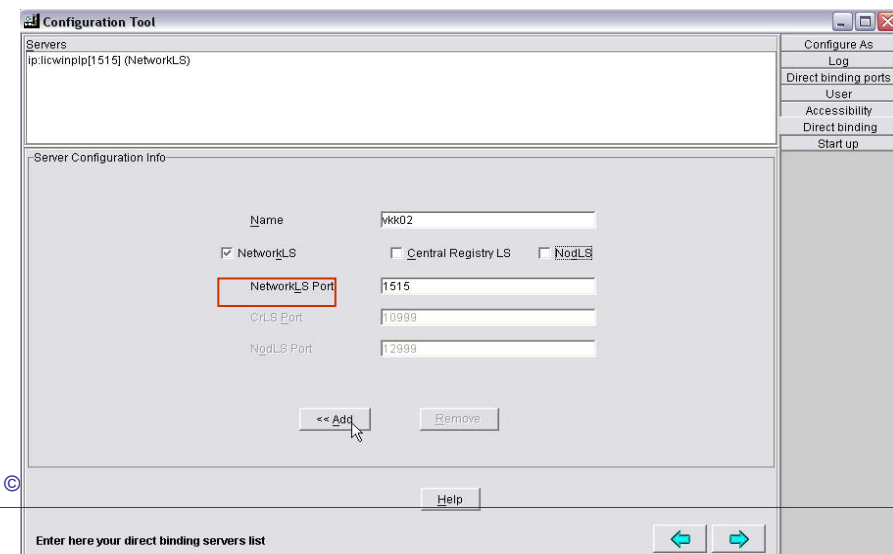 Configuration Tool
Servers
ip:licwinplp[1515] (NetworkLS)
Configure As
Log
Direct binding ports
User
Accessibility
Direct binding
Start up
Server Configuration Info
Name vkk02
NetworkLS Central Registry LS NodLS
NetworkLS Port 1515
CrLS Port 10999
NodLS Port 12999
<< Add Remove
©
Help
Enter here your direct binding servers list